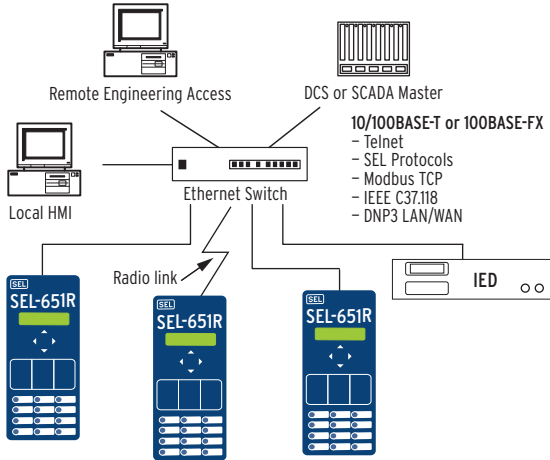 Remote Engineering Access
DCS or SCADA Master
10/100BASE-T or 100BASE-FX
– Telnet
– SEL Protocols
– Modbus TCP
– IEEE C37.118
– DNP3 LAN/WAN
Local HMI
Ethernet Switch
Radio link
IED
SEL
SEL-651R
SEL
SEL-651R
SEL
SEL-651R